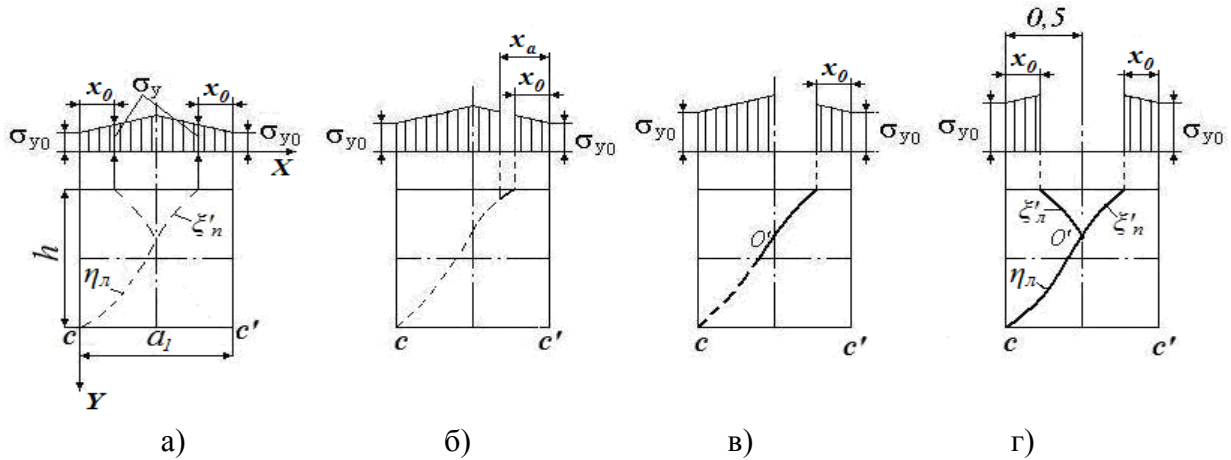 x₀ σy x₀
σy0 σy0
X
h
ξ'п
ηл
c a₁ c'
Y
а)
xₐ
x₀
σy0 σy0
c c'
б)
x₀
σy0 σy0
O'
c c'
в)
0,5
x₀ x₀
σy0 σy0
ξ'л ξ'п
O'
ηл
c c'
г)